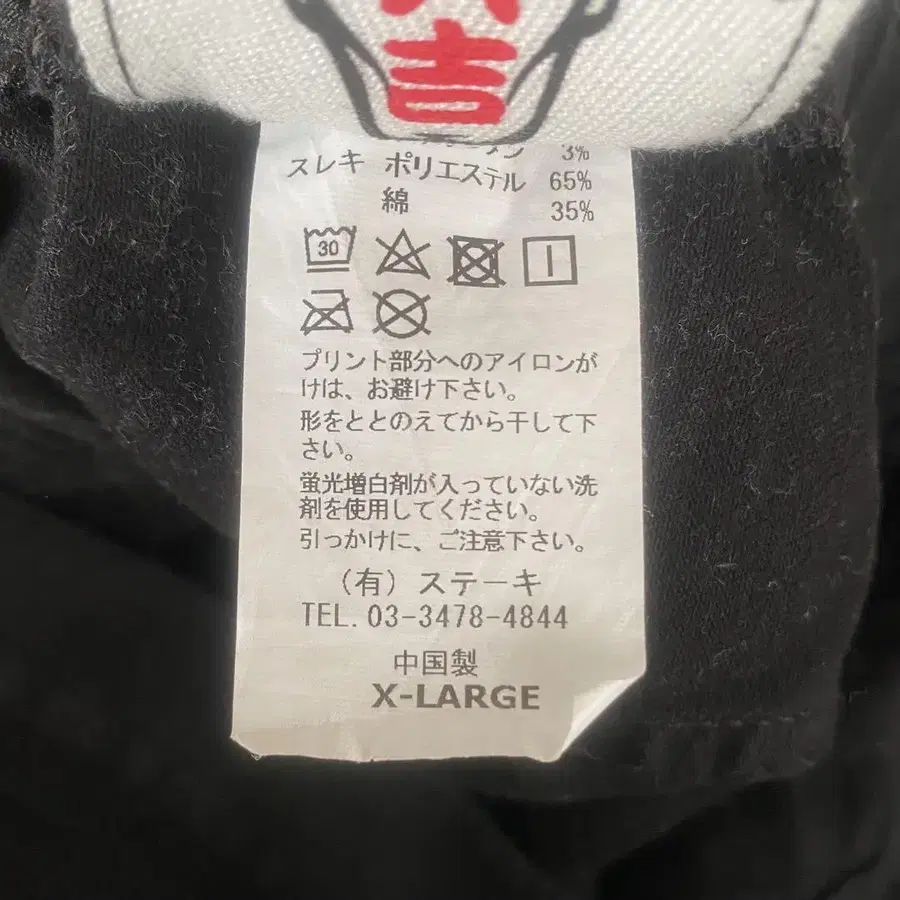 吉
3%
スレキ ポリエステル 65%
綿 35%
30
プリント部分へのアイロンが
けは、お避け下さい。
形をととのえてから干して下
さい。
蛍光増白剤が入っていない洗
剤を使用してください。
引っかけに、ご注意下さい。
（有）ステーキ
TEL. 03-3478-4844
中国製
X-LARGE